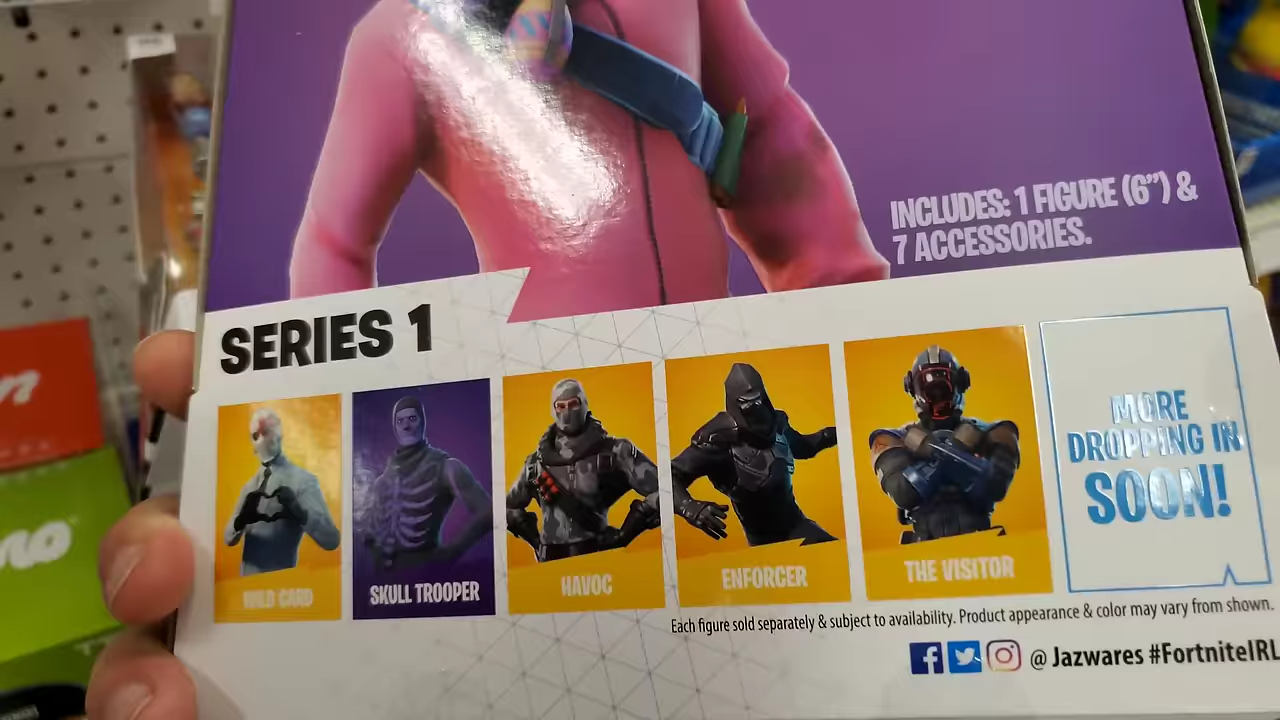 INCLUDES: 1 FIGURE (6") &
7 ACCESSORIES.
SERIES 1
WILD CARD
SKULL TROOPER
HAVOC
ENFORCER
THE VISITOR
MORE
DROPPING IN
SOON!
Each figure sold separately & subject to availability. Product appearance & color may vary from shown.
@ Jazwares #FortniteIRL